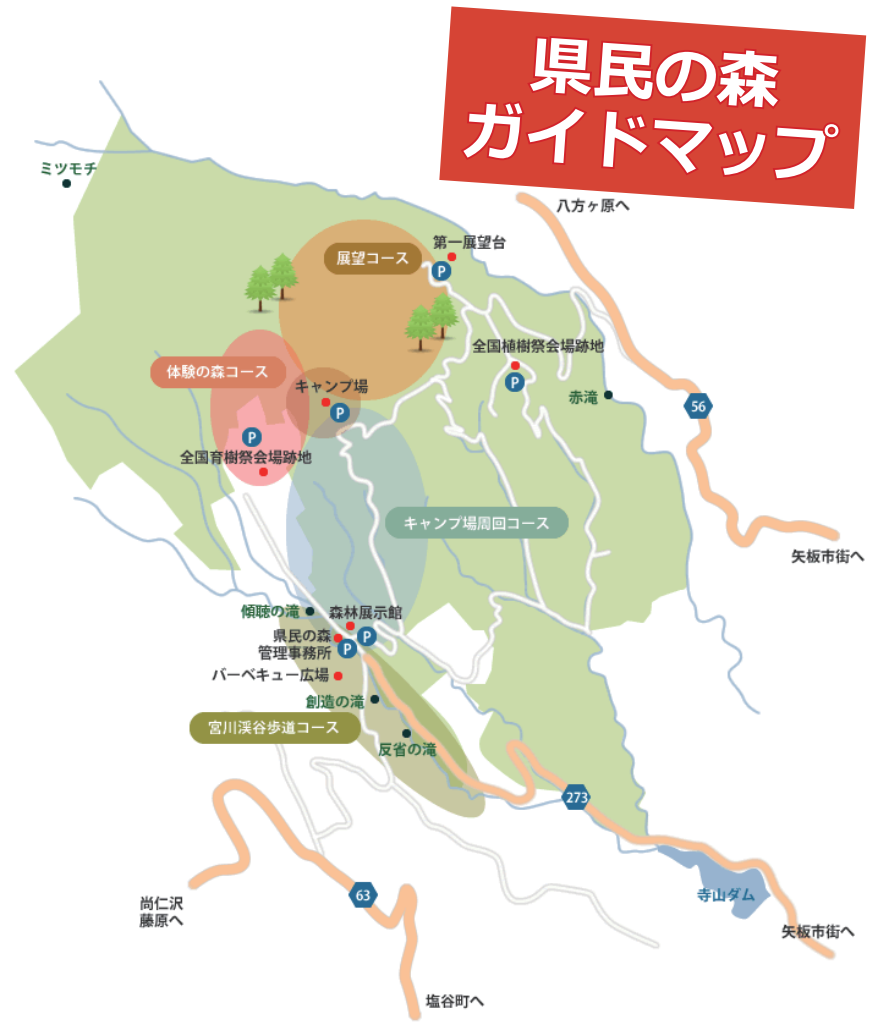 県民の森
ガイドマップ
ミツモチ
八方ヶ原へ
第一展望台
展望コース
P
全国植樹祭会場跡地
P
体験の森コース
キャンプ場
P
赤滝
56
P
全国育樹祭会場跡地
キャンプ場周回コース
矢板市街へ
傾聴の滝
森林展示館
県民の森
管理事務所
P
P
バーベキュー広場
創造の滝
宮川渓谷歩道コース
反省の滝
273
63
尚仁沢
藤原へ
寺山ダム
矢板市街へ
塩谷町へ